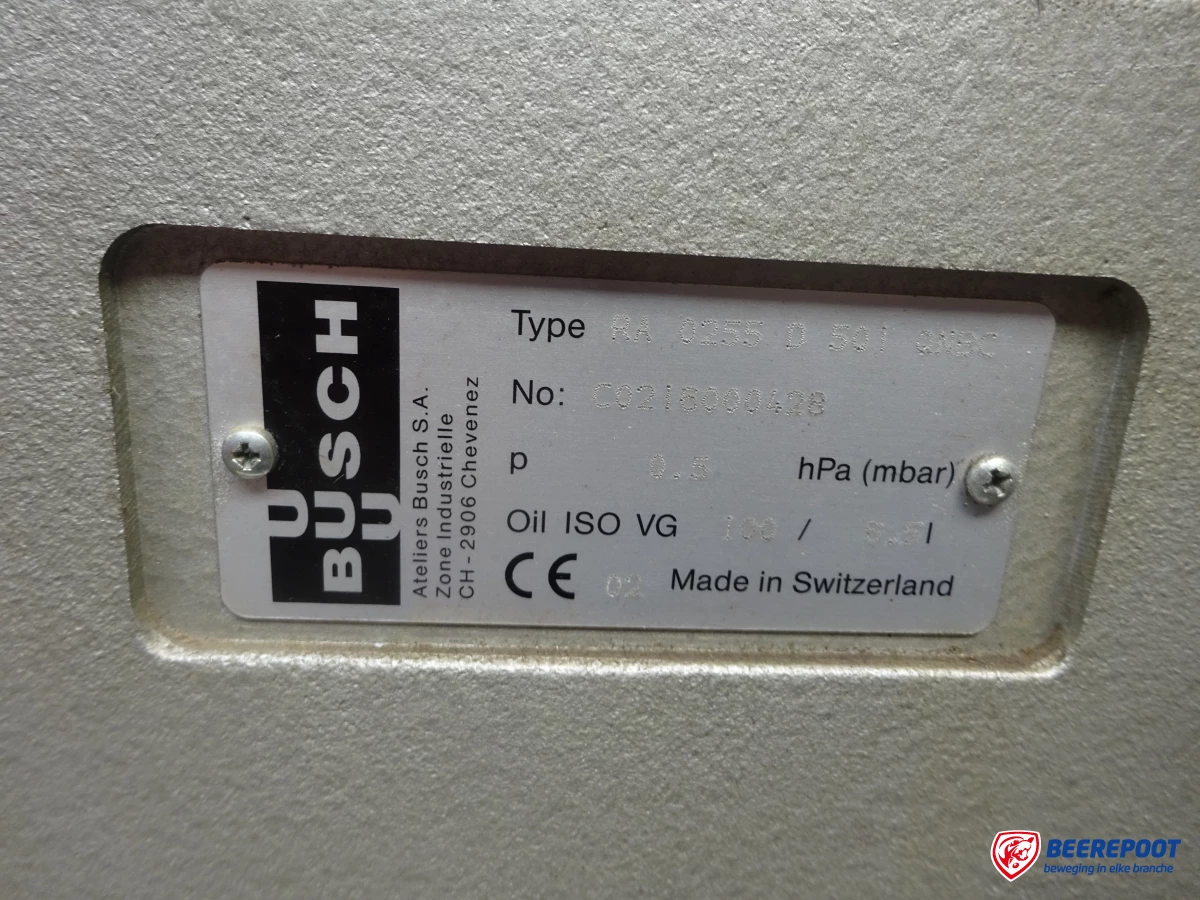 U
BUSCH
U
Ateliers Busch S.A.
Zone Industrielle
CH - 2906 Chevenez
Type RA 0255 D 501
No: C0216000428
p 0.5 hPa (mbar)
Oil ISO VG 100 / l
CE 02 Made in Switzerland
BEEREPOOT
beweging in elke branche